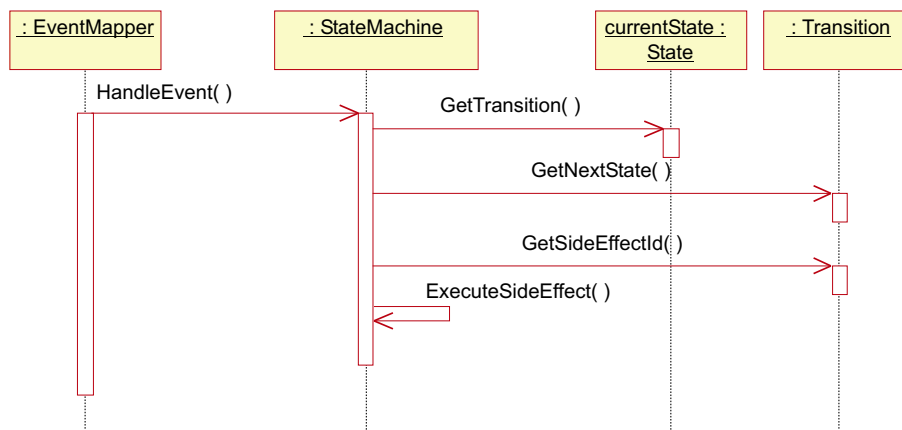 : EventMapper
: StateMachine
currentState :
State
: Transition
HandleEvent( )
GetTransition( )
GetNextState( )
GetSideEffectId( )
ExecuteSideEffect( )